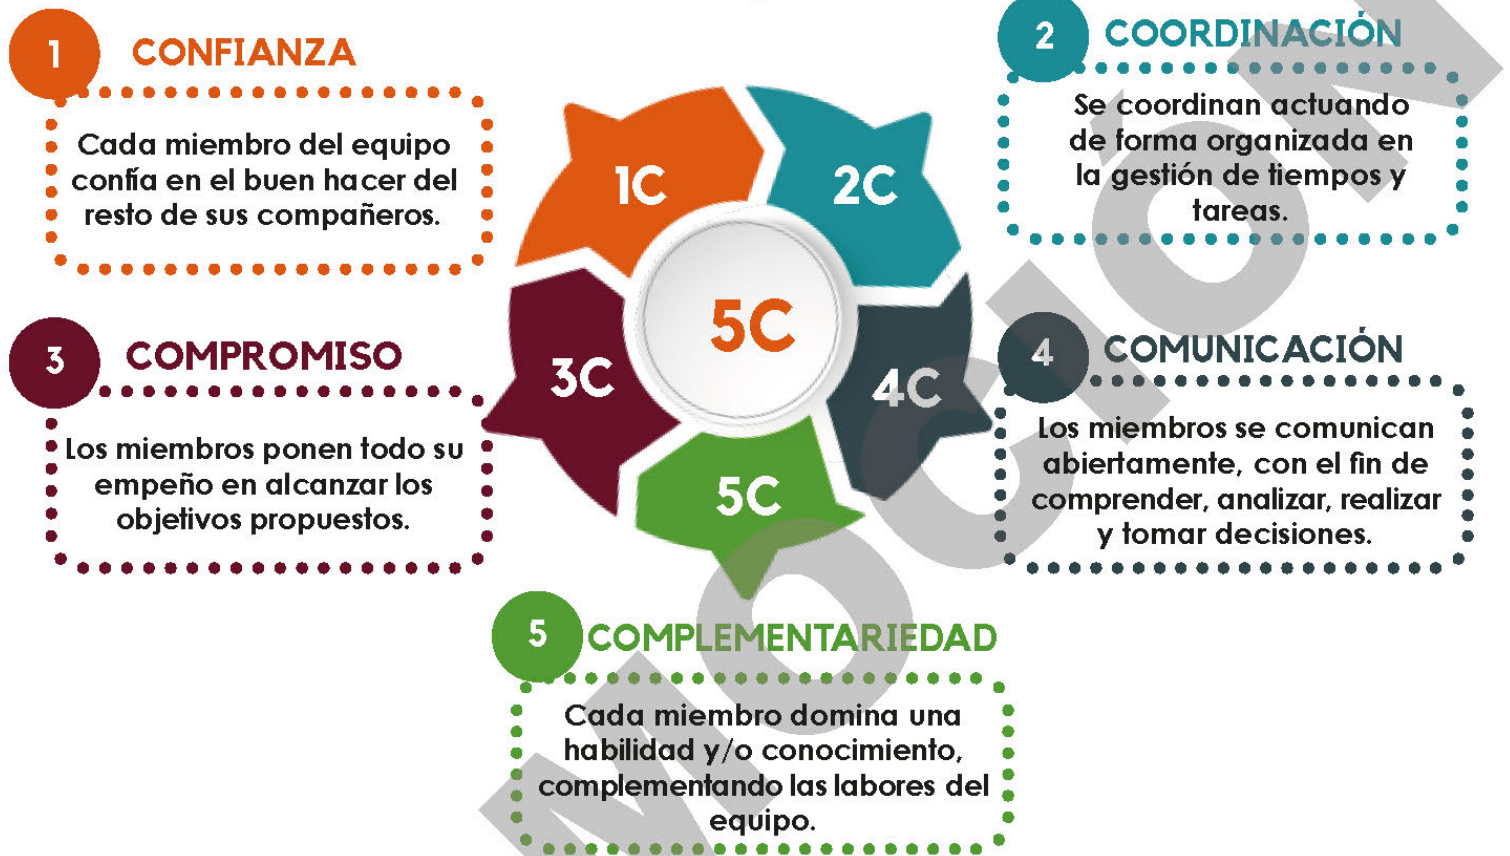 1 CONFIANZA
Cada miembro del equipo
confía en el buen hacer del
resto de sus compañeros.
2 COORDINACIÓN
Se coordinan actuando
de forma organizada en
la gestión de tiempos y
tareas.
1C
2C
5C
3C
4C
5C
3 COMPROMISO
Los miembros ponen todo su
empeño en alcanzar los
objetivos propuestos.
4 COMUNICACIÓN
Los miembros se comunican
abiertamente, con el fin de
comprender, analizar, realizar
y tomar decisiones.
5 COMPLEMENTARIEDAD
Cada miembro domina una
habilidad y/o conocimiento,
complementando las labores del
equipo.
MOCIÓN